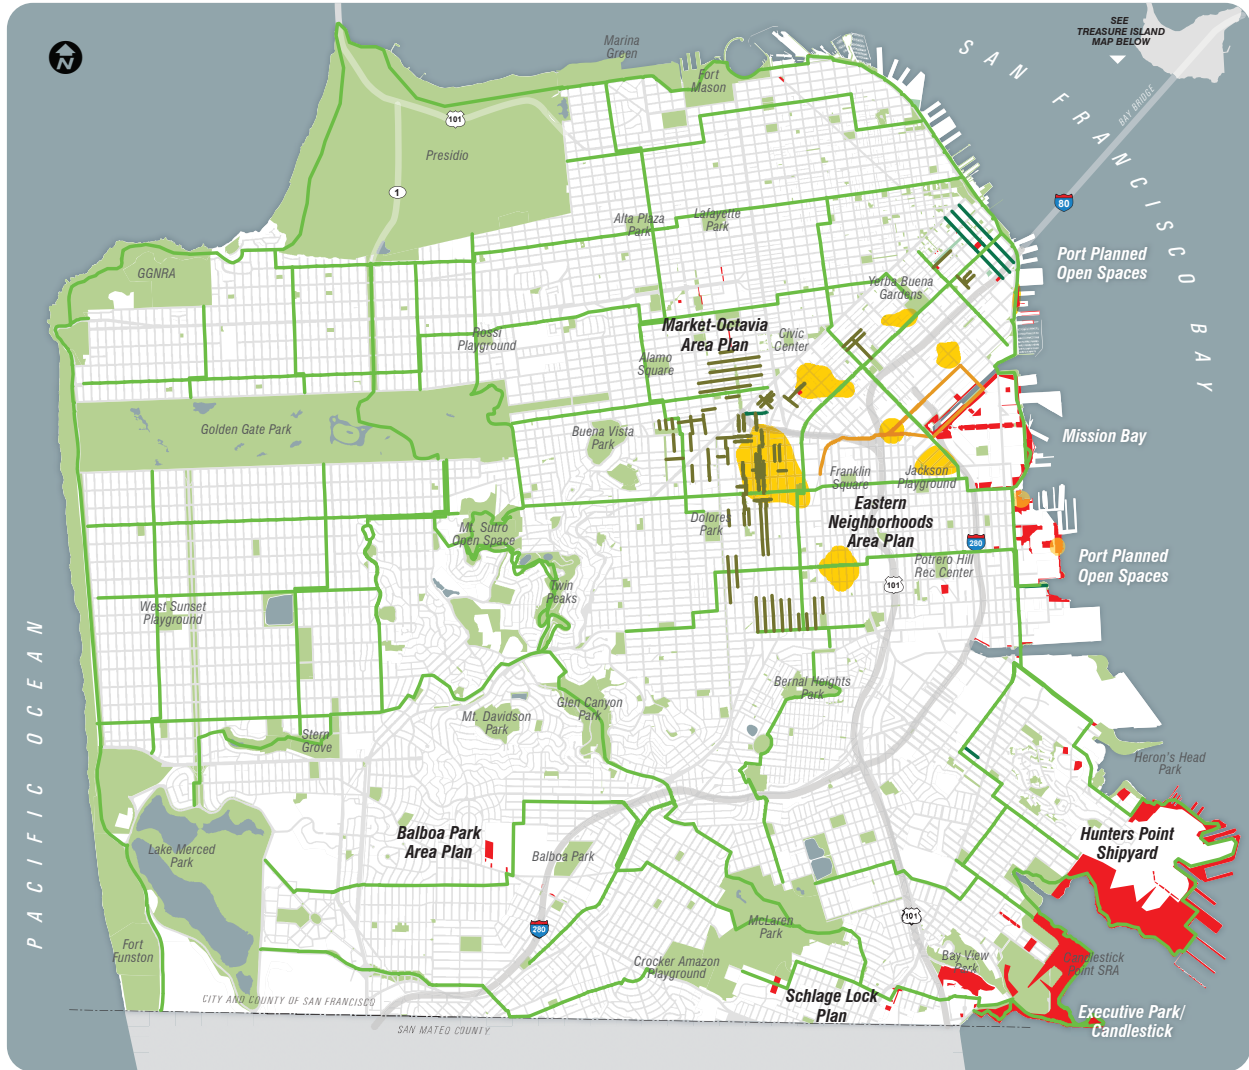 SEE
TREASURE ISLAND
MAP BELOW
N
Marina
Green
Fort
Mason
SAN FRANCISCO BAY
BAY BRIDGE
101
Presidio
1
80
Alta Plaza
Park
Lafayette
Park
Port Planned
Open Spaces
GGNRA
Yerba Buena
Gardens
Rossi
Playground
Market-Octavia
Area Plan
Civic
Center
Alamo
Square
Golden Gate Park
Buena Vista
Park
Mission Bay
Franklin
Square
Jackson
Playground
Eastern
Neighborhoods
Area Plan
Dolores
Park
Mt. Sutro
Open Space
280
Port Planned
Open Spaces
Potrero Hill
Rec Center
101
Twin
Peaks
West Sunset
Playground
PACIFIC OCEAN
Bernal Heights
Park
Glen Canyon
Park
Mt. Davidson
Park
Stern
Grove
Heron's Head
Park
Balboa Park
Area Plan
Hunters Point
Shipyard
Lake Merced
Park
Balboa Park
McLaren
Park
101
280
Fort
Funston
Crocker Amazon
Playground
Bay View
Park
Candlestick
Point SRA
Schlage Lock
Plan
Executive Park/
Candlestick
CITY AND COUNTY OF SAN FRANCISCO
SAN MATEO COUNTY